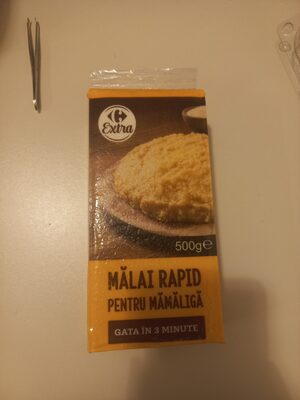 Extra
500g℮
MĂLAI RAPID
PENTRU MĂMĂLIGĂ
GATA ÎN 3 MINUTE